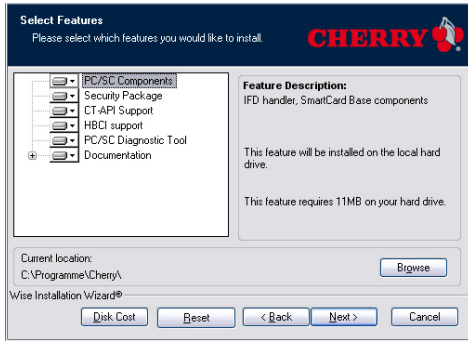 Select Features
Please select which features you would like to install.
CHERRY
PC/SC Components
Security Package
CT-API Support
HBCI support
PC/SC Diagnostic Tool
Documentation
Feature Description:
IFD handler, SmartCard Base components
This feature will be installed on the local hard
drive.
This feature requires 11MB on your hard drive.
Current location:
C:\Programme\Cherry\
Browse
Wise Installation Wizard®
Disk Cost
Reset
< Back
Next >
Cancel